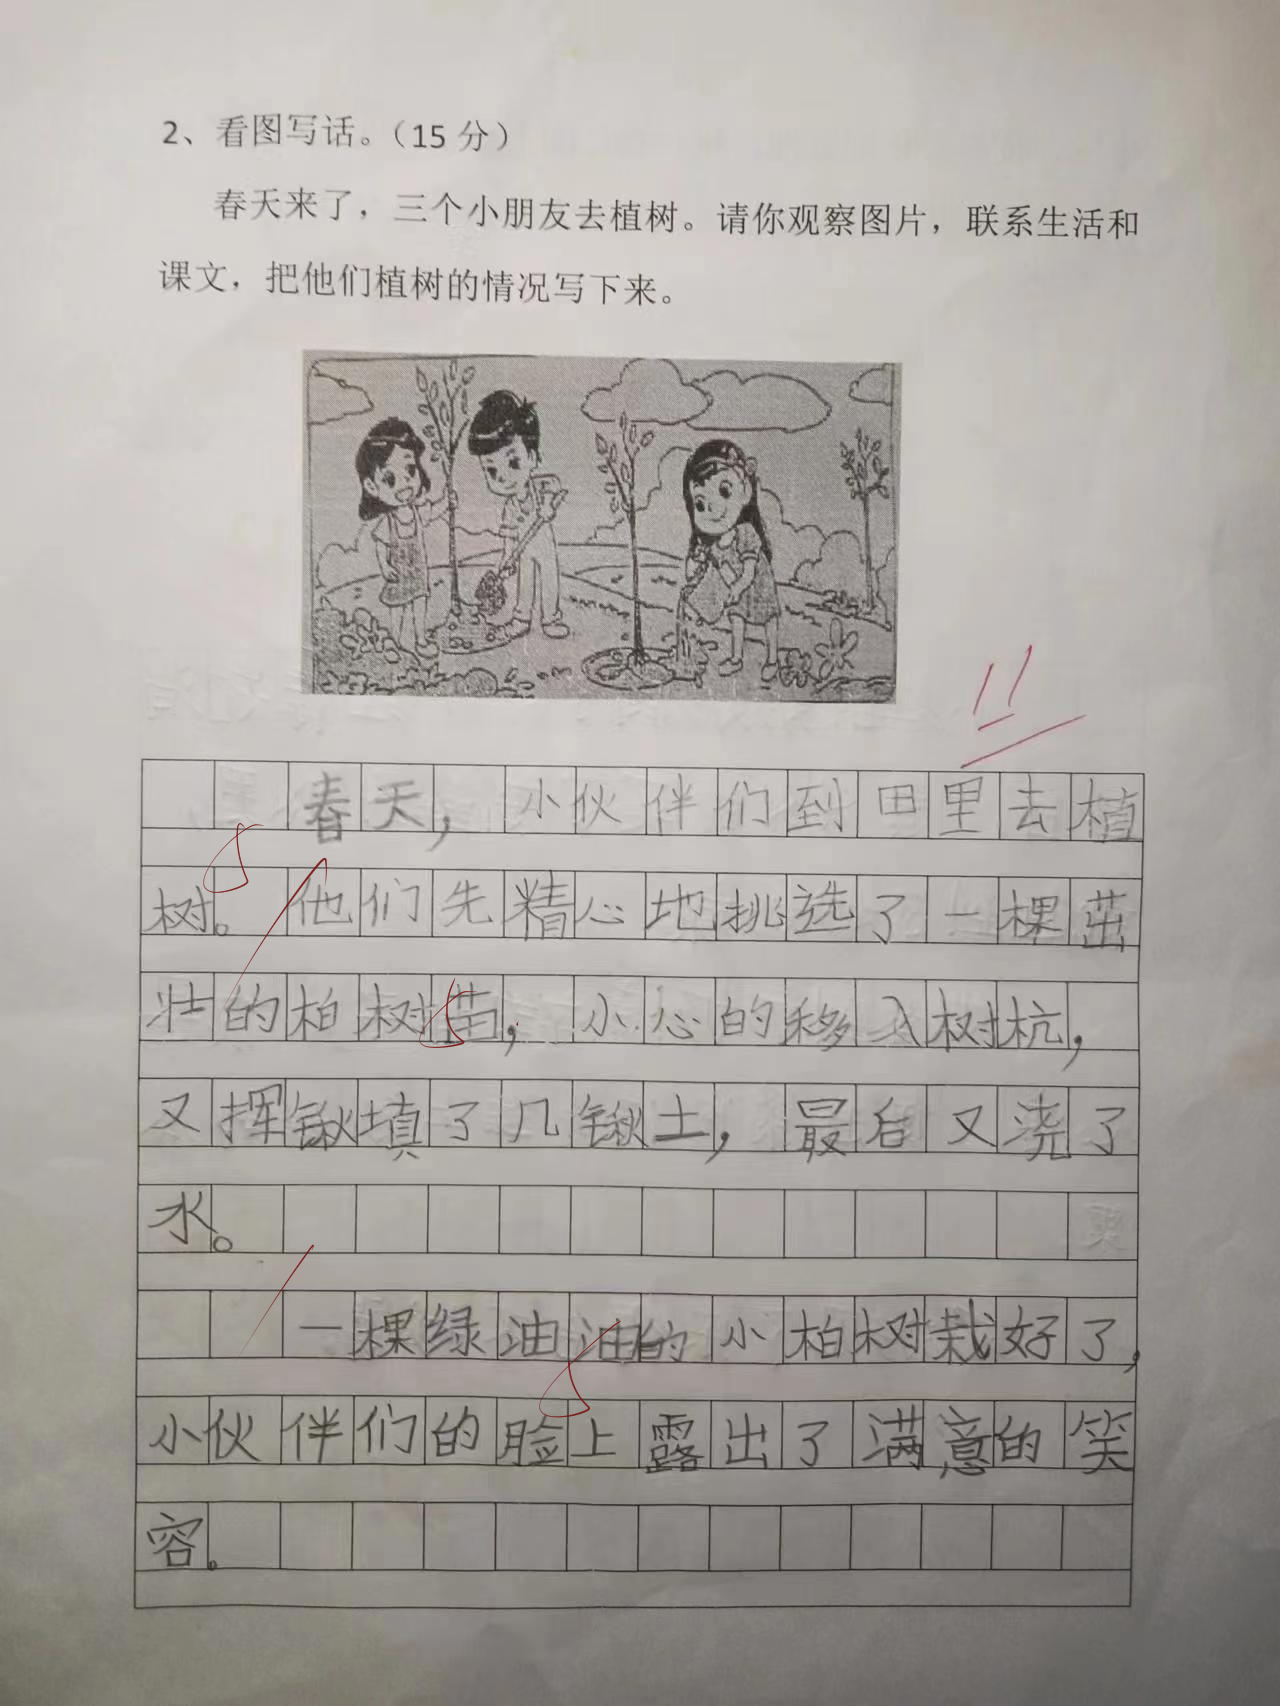 2、看图写话。（15分）
春天来了，三个小朋友去植树。请你观察图片，联系生活和
课文，把他们植树的情况写下来。
11
春天，小伙伴们到田里去植
树。他们先精心地挑选了一棵茁
壮的柏树苗，小心的移入树杭，
又挥锹填了几锹土，最后又浇了
水。
一棵绿油油的小柏树栽好了，
小伙伴们的脸上露出了满意的笑
容。